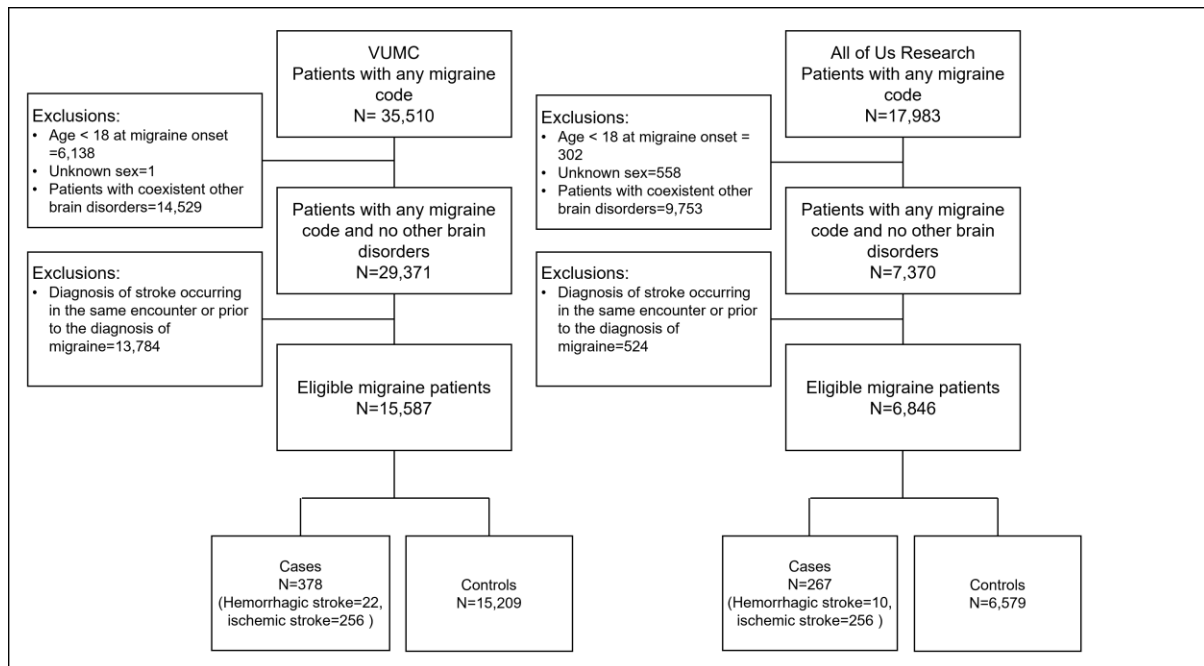 VUMC
Patients with any migraine
code
N= 35,510
Exclusions:
• Age < 18 at migraine onset
=6,138
• Unknown sex=1
• Patients with coexistent other
brain disorders=14,529
Patients with any migraine
code and no other brain
disorders
N=29,371
Exclusions:
• Diagnosis of stroke occurring
in the same encounter or prior
to the diagnosis of
migraine=13,784
Eligible migraine patients
N=15,587
Cases
N=378
(Hemorrhagic stroke=22,
ischemic stroke=256 )
Controls
N=15,209
All of Us Research
Patients with any migraine
code
N=17,983
Exclusions:
• Age < 18 at migraine onset =
302
• Unknown sex=558
• Patients with coexistent other
brain disorders=9,753
Patients with any migraine
code and no other brain
disorders
N=7,370
Exclusions:
• Diagnosis of stroke occurring
in the same encounter or prior
to the diagnosis of
migraine=524
Eligible migraine patients
N=6,846
Cases
N=267
(Hemorrhagic stroke=10,
ischemic stroke=256 )
Controls
N=6,579